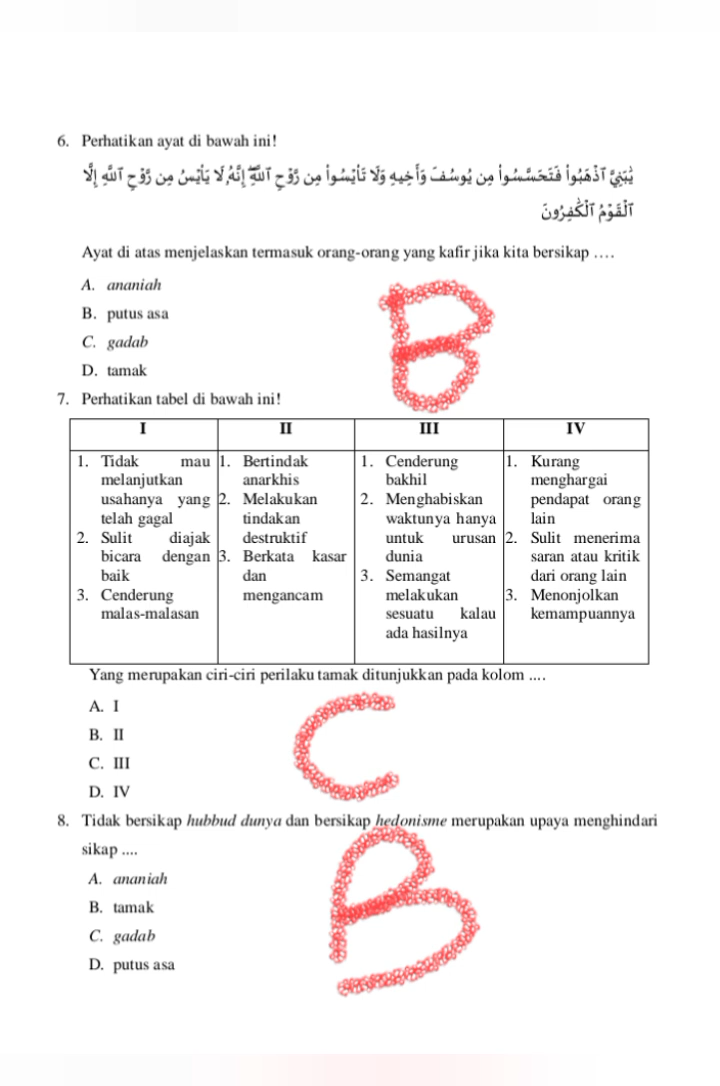 6. Perhatikan ayat di bawah ini!
يٰبَنِيَّ ٱذْهَبُوا۟ فَتَحَسَّسُوا۟ مِن يُوسُفَ وَأَخِيهِ وَلَا تَا۟يْـَٔسُوا۟ مِن رَّوْحِ ٱللَّهِ ۖ إِنَّهُۥ لَا يَا۟يْـَٔسُ مِن رَّوْحِ ٱللَّهِ إِلَّا
ٱلْقَوْمُ ٱلْكَٰفِرُونَ
Ayat di atas menjelaskan termasuk orang-orang yang kafir jika kita bersikap ….
A. ananiah
B. putus asa
C. gadab
D. tamak
B
7. Perhatikan tabel di bawah ini!
I II III IV
1. Tidak mau
melanjutkan
usahanya yang
telah gagal
2. Sulit diajak
bicara dengan
baik
3. Cenderung
malas-malasan
1. Bertindak
anarkhis
2. Melakukan
tindakan
destruktif
3. Berkata kasar
dan
mengancam
1. Cenderung
bakhil
2. Menghabiskan
waktunya hanya
untuk urusan
dunia
3. Semangat
melakukan
sesuatu kalau
ada hasilnya
1. Kurang
menghargai
pendapat orang
lain
2. Sulit menerima
saran atau kritik
dari orang lain
3. Menonjolkan
kemampuannya
Yang merupakan ciri-ciri perilaku tamak ditunjukkan pada kolom ....
A. I
B. II
C. III
D. IV
C
8. Tidak bersikap hubbud dunya dan bersikap hedonisme merupakan upaya menghindari
sikap ....
A. ananiah
B. tamak
C. gadab
D. putus asa
B